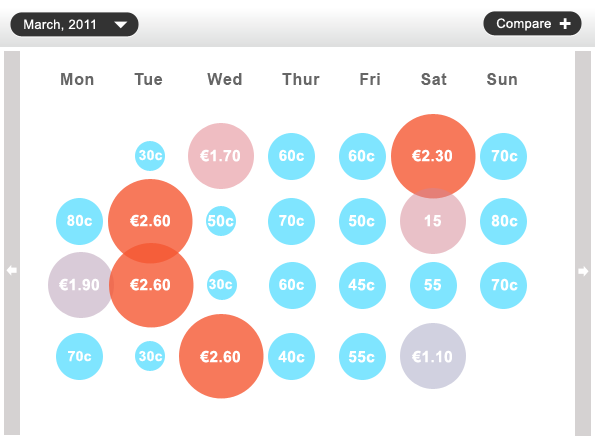 March, 2011
Compare
Mon Tue Wed Thur Fri Sat Sun
30c €1.70 60c 60c €2.30 70c
80c €2.60 50c 70c 50c 15 80c
€1.90 €2.60 30c 60c 45c 55 70c
70c 30c €2.60 40c 55c €1.10